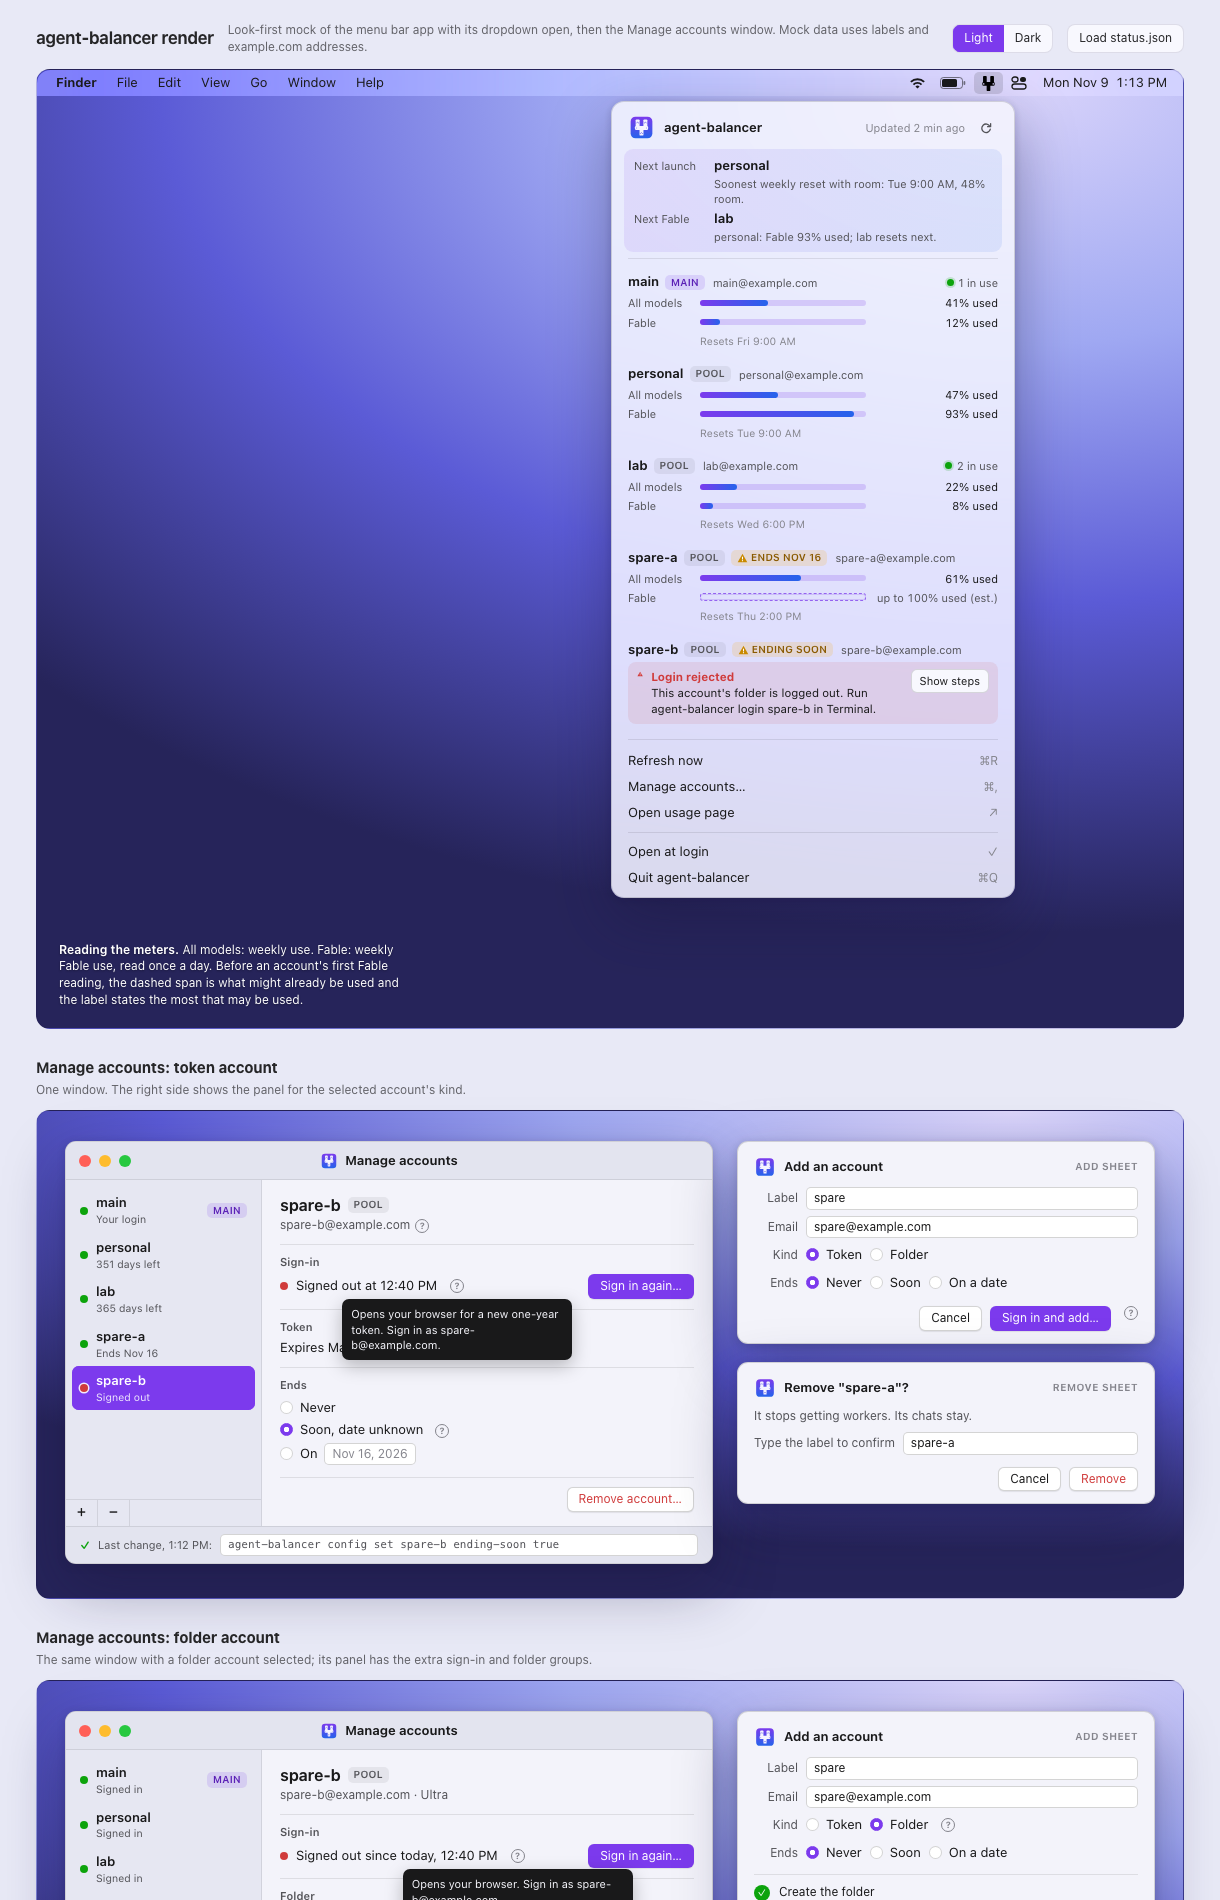 agent-balancer render
Look-first mock of the menu bar app with its dropdown open, then the Manage accounts window. Mock data uses labels and
example.com addresses.
Light Dark Load status.json
Finder File Edit View Go Window Help Mon Nov 9 1:13 PM
agent-balancer Updated 2 min ago
Next launch personal
Soonest weekly reset with room: Tue 9:00 AM, 48%
room.
Next Fable lab
personal: Fable 93% used; lab resets next.
main MAIN main@example.com 1 in use
All models 41% used
Fable 12% used
Resets Fri 9:00 AM
personal POOL personal@example.com
All models 47% used
Fable 93% used
Resets Tue 9:00 AM
lab POOL lab@example.com 2 in use
All models 22% used
Fable 8% used
Resets Wed 6:00 PM
spare-a POOL ENDS NOV 16 spare-a@example.com
All models 61% used
Fable up to 100% used (est.)
Resets Thu 2:00 PM
spare-b POOL ENDING SOON spare-b@example.com
Login rejected Show steps
This account's folder is logged out. Run
agent-balancer login spare-b in Terminal.
Refresh now ⌘R
Manage accounts... ⌘,
Open usage page ↗
Open at login ✓
Quit agent-balancer ⌘Q
Reading the meters. All models: weekly use. Fable: weekly
Fable use, read once a day. Before an account's first Fable
reading, the dashed span is what might already be used and
the label states the most that may be used.
Manage accounts: token account
One window. The right side shows the panel for the selected account's kind.
Manage accounts
main MAIN
Your login
personal
351 days left
lab
365 days left
spare-a
Ends Nov 16
spare-b
Signed out
+ −
spare-b POOL
spare-b@example.com ?
Sign-in
Signed out at 12:40 PM ? Sign in again...
Opens your browser for a new one-year
token. Sign in as spare-
b@example.com.
Token
Expires Ma
Ends
Never
Soon, date unknown ?
On Nov 16, 2026
Remove account...
✓ Last change, 1:12 PM: agent-balancer config set spare-b ending-soon true
Add an account ADD SHEET
Label spare
Email spare@example.com
Kind Token Folder
Ends Never Soon On a date
Cancel Sign in and add... ?
Remove "spare-a"? REMOVE SHEET
It stops getting workers. Its chats stay.
Type the label to confirm spare-a
Cancel Remove
Manage accounts: folder account
The same window with a folder account selected; its panel has the extra sign-in and folder groups.
Manage accounts
main MAIN
Signed in
personal
Signed in
lab
Signed in
spare-b POOL
spare-b@example.com · Ultra
Sign-in
Signed out since today, 12:40 PM ? Sign in again...
Opens your browser. Sign in as spare-
b@example.com
Folder
Add an account ADD SHEET
Label spare
Email spare@example.com
Kind Token Folder ?
Ends Never Soon On a date
✓ Create the folder